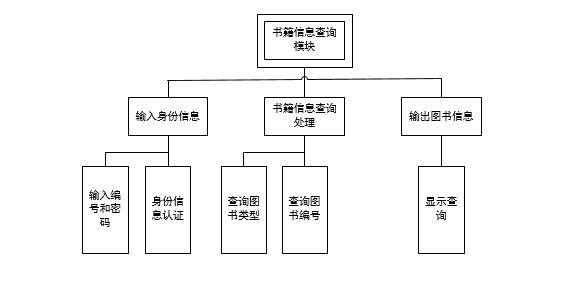 书籍信息查询
模块
输入身份信息
书籍信息查询
处理
输出图书信息
输入编
号和密
码
身份信
息认证
查询图
书类型
查询图
书编号
显示查
询